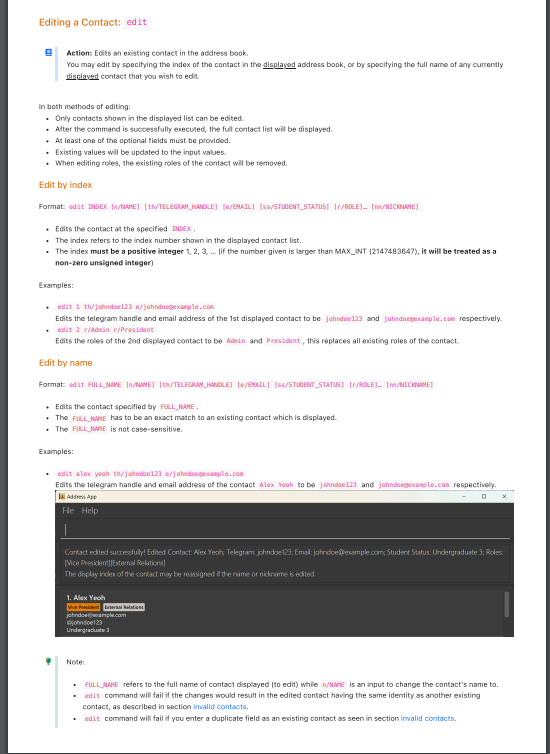 Editing a Contact: edit
Action: Edits an existing contact in the address book.
You may edit by specifying the index of the contact in the displayed address book, or by specifying the full name of any currently
displayed contact that you wish to edit.
In both methods of editing:
• Only contacts shown in the displayed list can be edited.
• After the command is successfully executed, the full contact list will be displayed.
• At least one of the optional fields must be provided.
• Existing values will be updated to the input values.
• When editing roles, the existing roles of the contact will be removed.
Edit by index
Format: edit INDEX [n/NAME] [th/TELEGRAM_HANDLE] [e/EMAIL] [ss/STUDENT_STATUS] [r/ROLE]… [nn/NICKNAME]
• Edits the contact at the specified INDEX .
• The index refers to the index number shown in the displayed contact list.
• The index must be a positive integer 1, 2, 3, … (if the number given is larger than MAX_INT (2147483647), it will be treated as a
non-zero unsigned integer)
Examples:
• edit 1 th/johndoe123 e/johndoe@example.com
Edits the telegram handle and email address of the 1st displayed contact to be johndoe123 and johndoe@example.com respectively.
• edit 2 r/Admin r/President
Edits the roles of the 2nd displayed contact to be Admin and President , this replaces all existing roles of the contact.
Edit by name
Format: edit FULL_NAME [n/NAME] [th/TELEGRAM_HANDLE] [e/EMAIL] [ss/STUDENT_STATUS] [r/ROLE]… [nn/NICKNAME]
• Edits the contact specified by FULL_NAME .
• The FULL_NAME has to be an exact match to an existing contact which is displayed.
• The FULL_NAME is not case-sensitive.
Examples:
• edit alex yeoh th/johndoe123 e/johndoe@example.com
Edits the telegram handle and email address of the contact Alex Yeoh to be johndoe123 and johndoe@example.com respectively.
Address App
File Help
Contact edited successfully! Edited Contact: Alex Yeoh; Telegram: johndoe123; Email: johndoe@example.com; Student Status: Undergraduate 3; Roles:
[Vice President][External Relations]
The display index of the contact may be reassigned if the name or nickname is edited.
1. Alex Yeoh
Vice President External Relations
johndoe@example.com
@johndoe123
Undergraduate 3
Note:
• FULL_NAME refers to the full name of contact displayed (to edit) while n/NAME is an input to change the contact's name to.
• edit command will fail if the changes would result in the edited contact having the same identity as another existing
contact, as described in section invalid contacts.
• edit command will fail if you enter a duplicate field as an existing contact as seen in section invalid contacts.